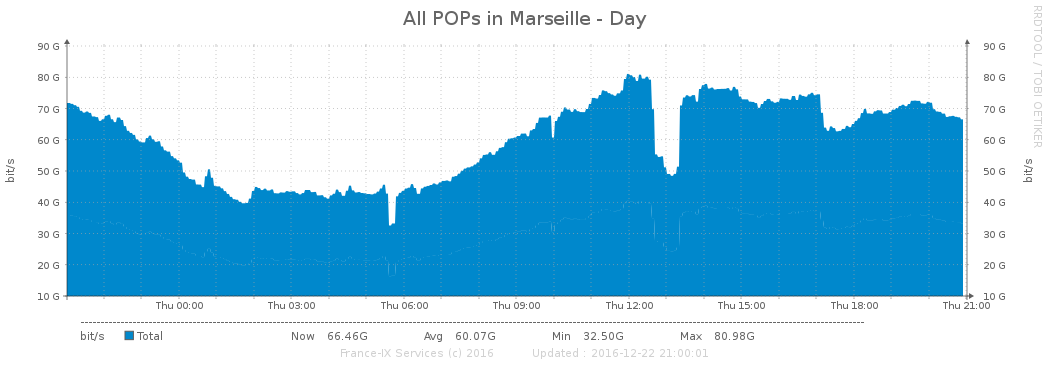 All POPs in Marseille - Day
RRDTOOL / TOBI OETIKER
90 G 90 G
80 G 80 G
70 G 70 G
60 G 60 G
50 G 50 G
40 G 40 G
30 G 30 G
20 G 20 G
10 G 10 G
bit/s
bit/s
Thu 00:00 Thu 03:00 Thu 06:00 Thu 09:00 Thu 12:00 Thu 15:00 Thu 18:00 Thu 21:00
bit/s Total Now 66.46G Avg 60.07G Min 32.50G Max 80.98G
France-IX Services (c) 2016 Updated : 2016-12-22 21:00:01